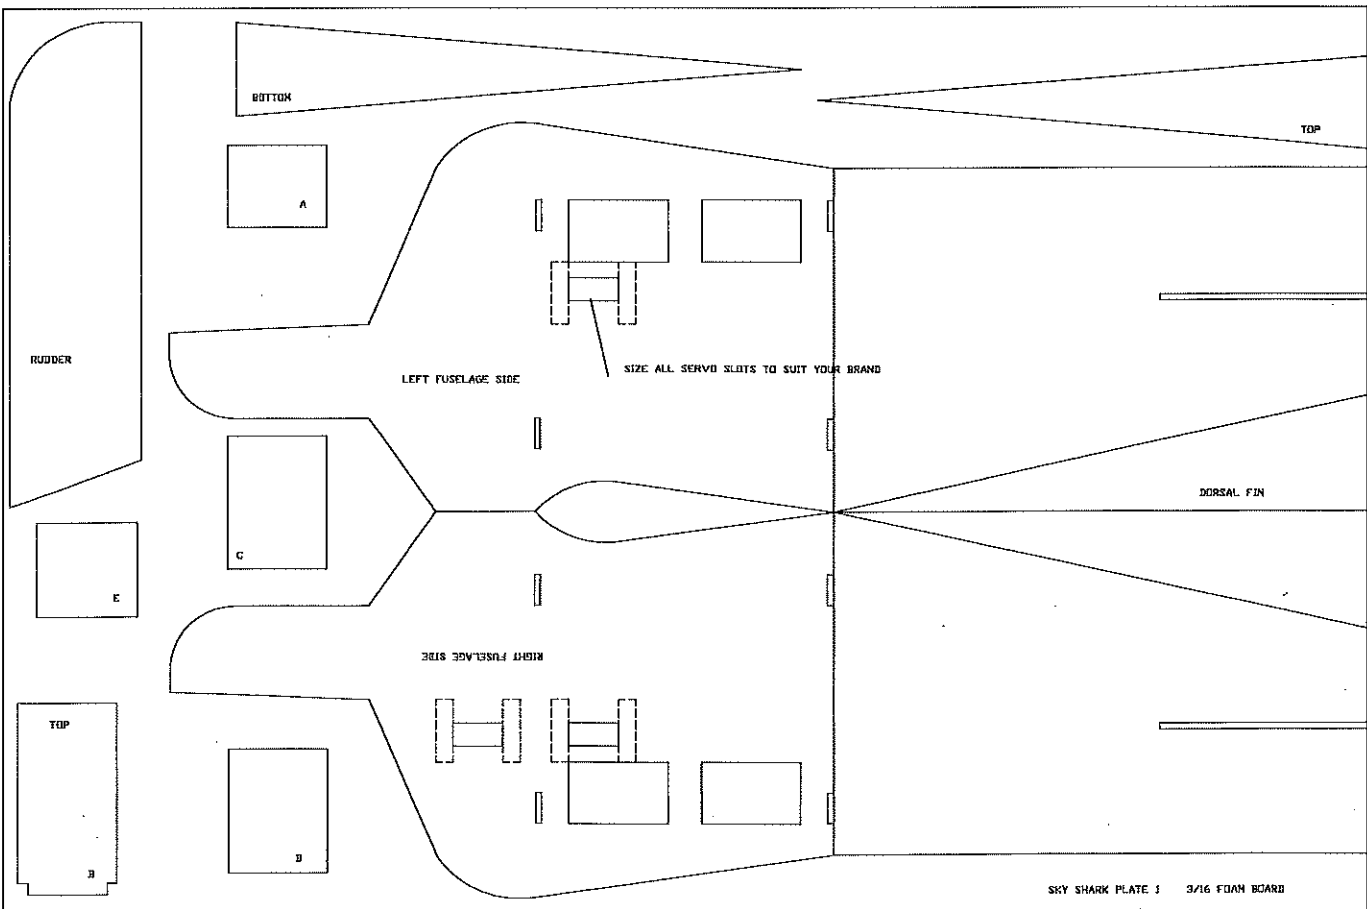 BOTTOM
TOP
A
RUDDER
LEFT FUSELAGE SIDE
SIZE ALL SERVO SLOTS TO SUIT YOUR BRAND
DORSAL FIN
C
E
RIGHT FUSELAGE SIDE
TOP
B
D
SKY SHARK PLATE 1 3/16 FOAM BOARD